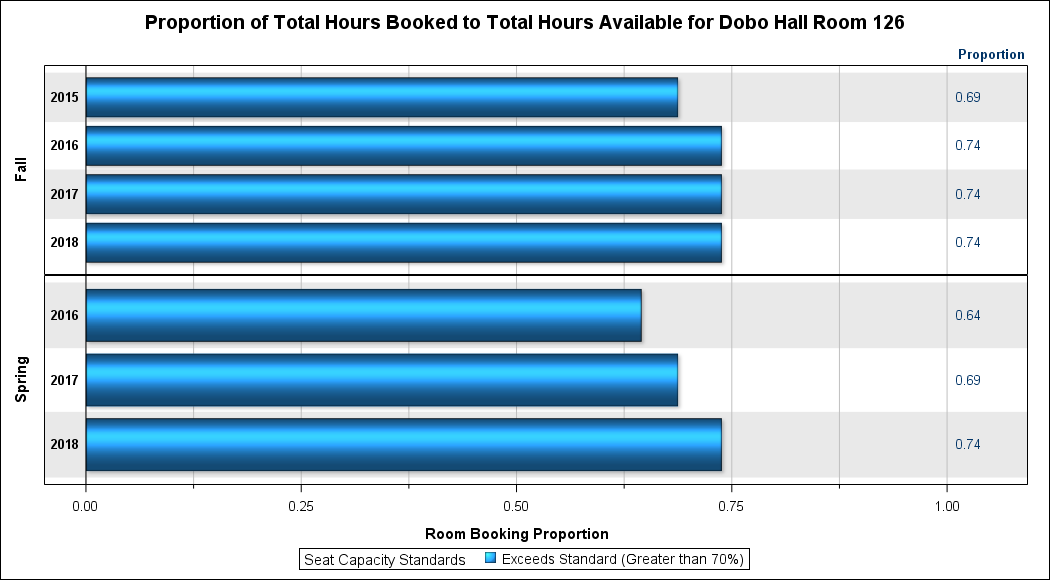 Proportion of Total Hours Booked to Total Hours Available for Dobo Hall Room 126
Proportion
Fall
2015 0.69
2016 0.74
2017 0.74
2018 0.74
Spring
2016 0.64
2017 0.69
2018 0.74
0.00 0.25 0.50 0.75 1.00
Room Booking Proportion
Seat Capacity Standards Exceeds Standard (Greater than 70%)